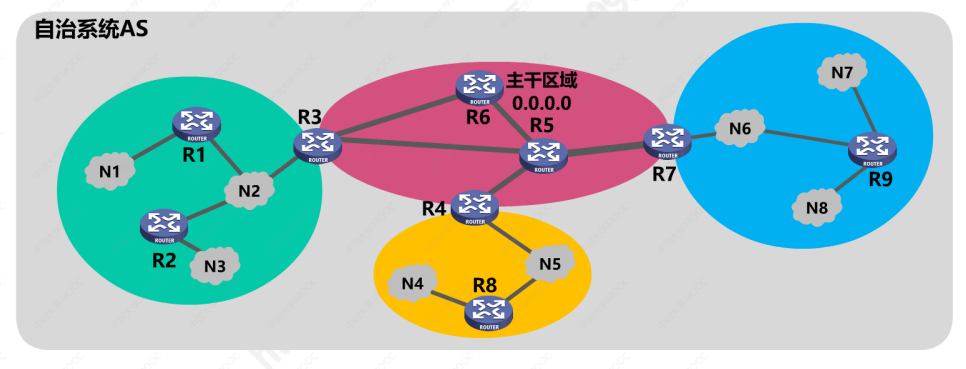 自治系统AS
主干区域
0.0.0.0
ROUTER
R6
R5
ROUTER
R3
ROUTER
R1
ROUTER
N1
N2
ROUTER
R2
N3
ROUTER
R7
N6
N7
ROUTER
R9
N8
ROUTER
R4
N5
N4
R8
ROUTER